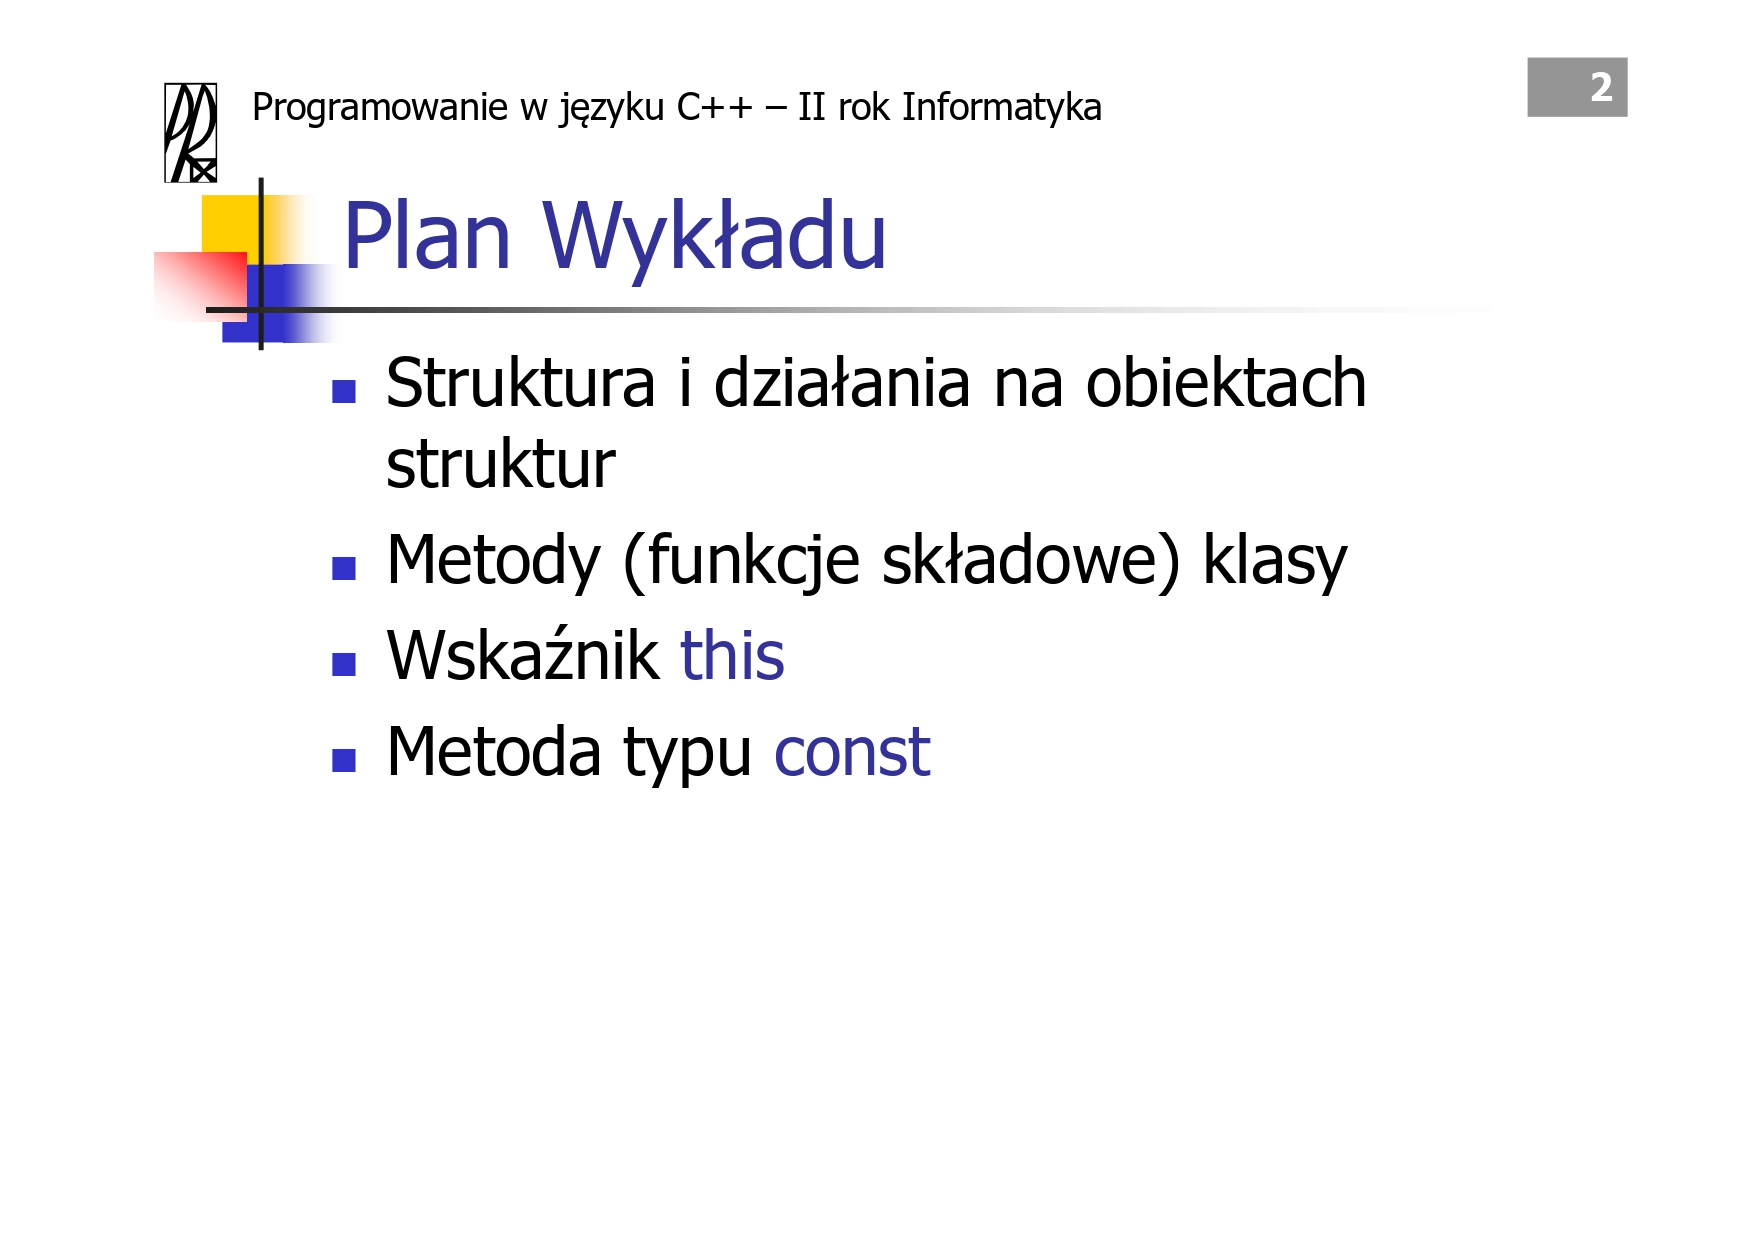 Programowanie w języku C++ – II rok Informatyka
2
Plan Wykładu
Struktura i działania na obiektach
struktur
Metody (funkcje składowe) klasy
Wskaźnik this
Metoda typu const